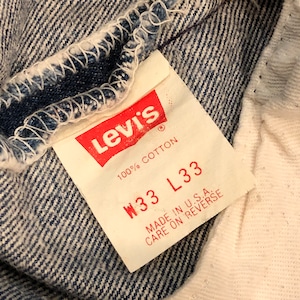 Levi's ®
100% COTTON
W33 L33
MADE IN U.S.A.
CARE ON REVERSE